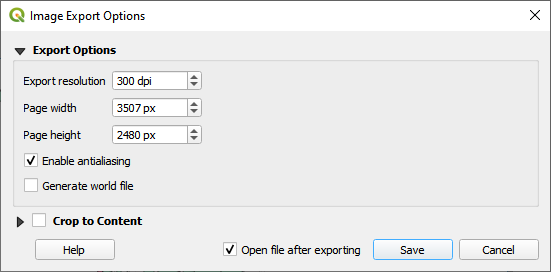 Image Export Options
Export Options
Export resolution 300 dpi
Page width 3507 px
Page height 2480 px
Enable antialiasing
Generate world file
Crop to Content
Help Open file after exporting Save Cancel